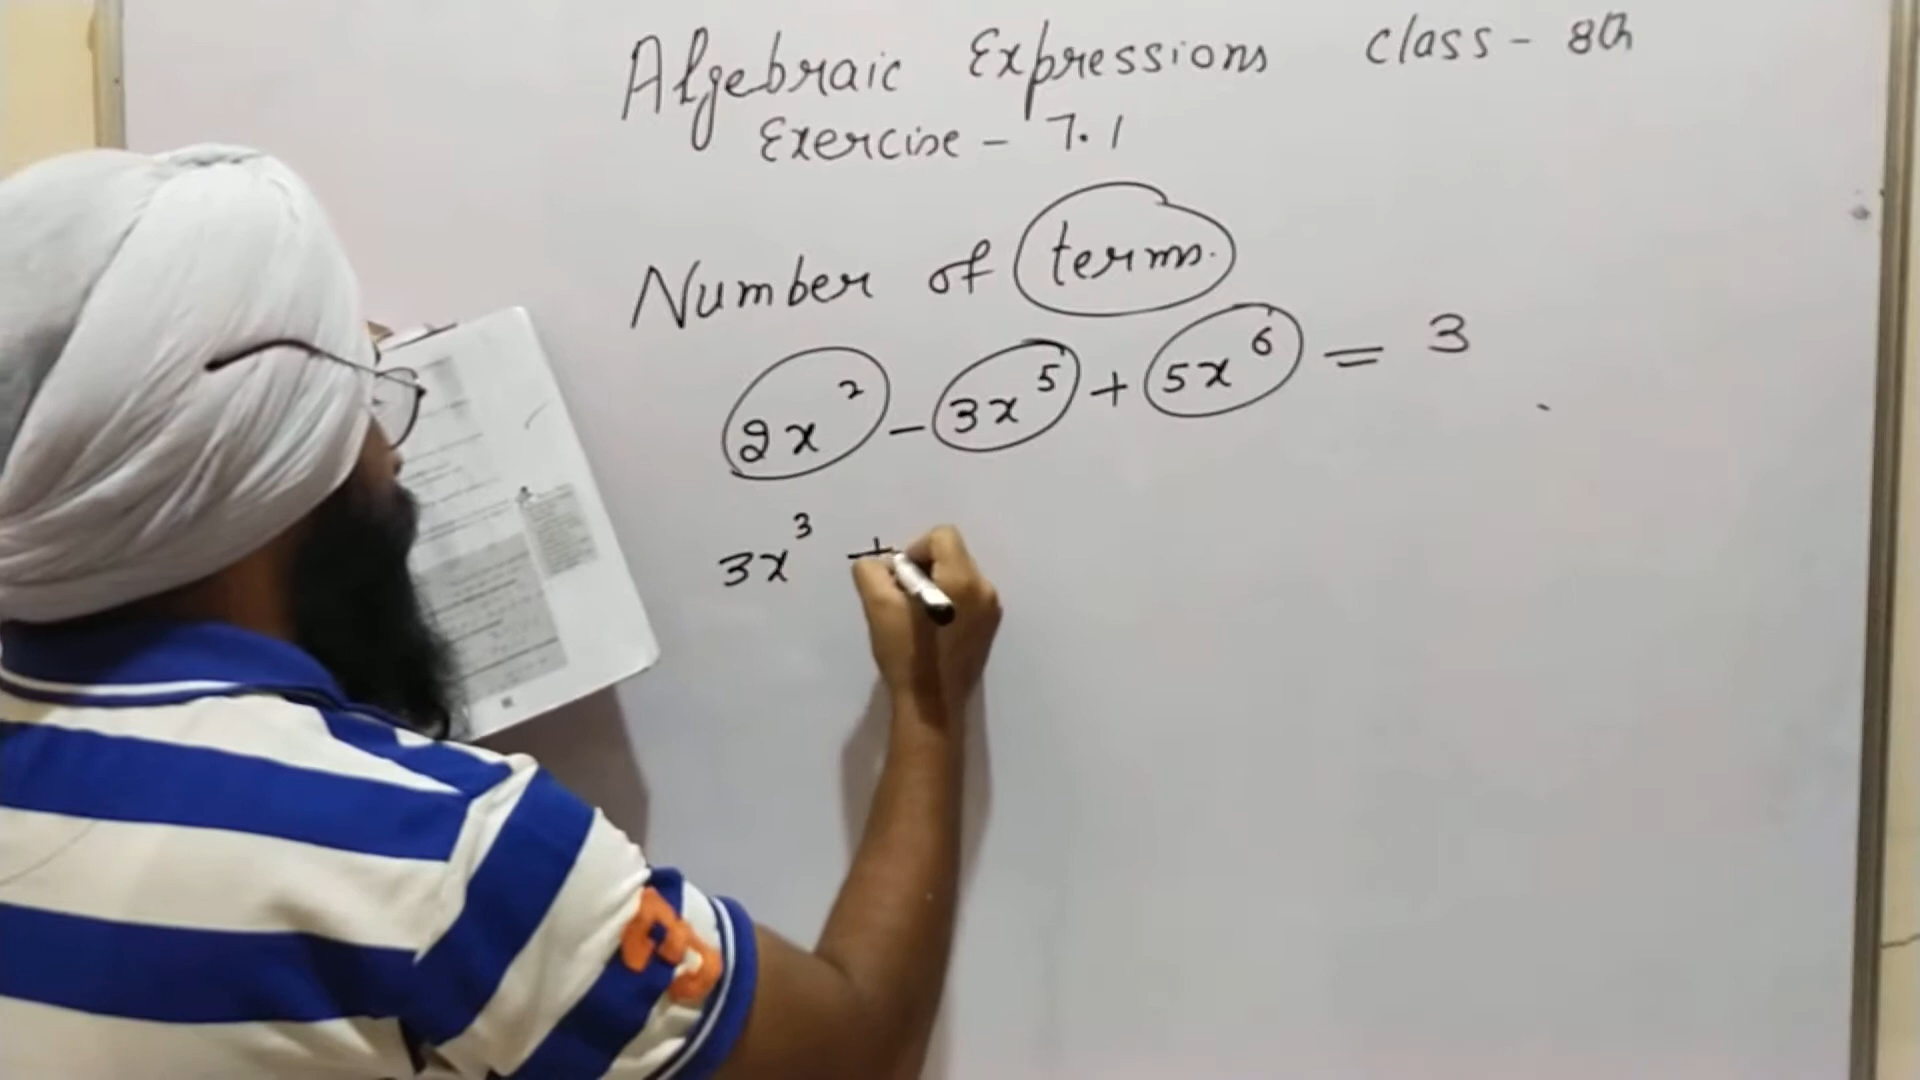 Algebraic Expressions class - 8th
Exercise - 7.1
Number of terms.
2x² - 3x⁵ + 5x⁶ = 3
3x³ +